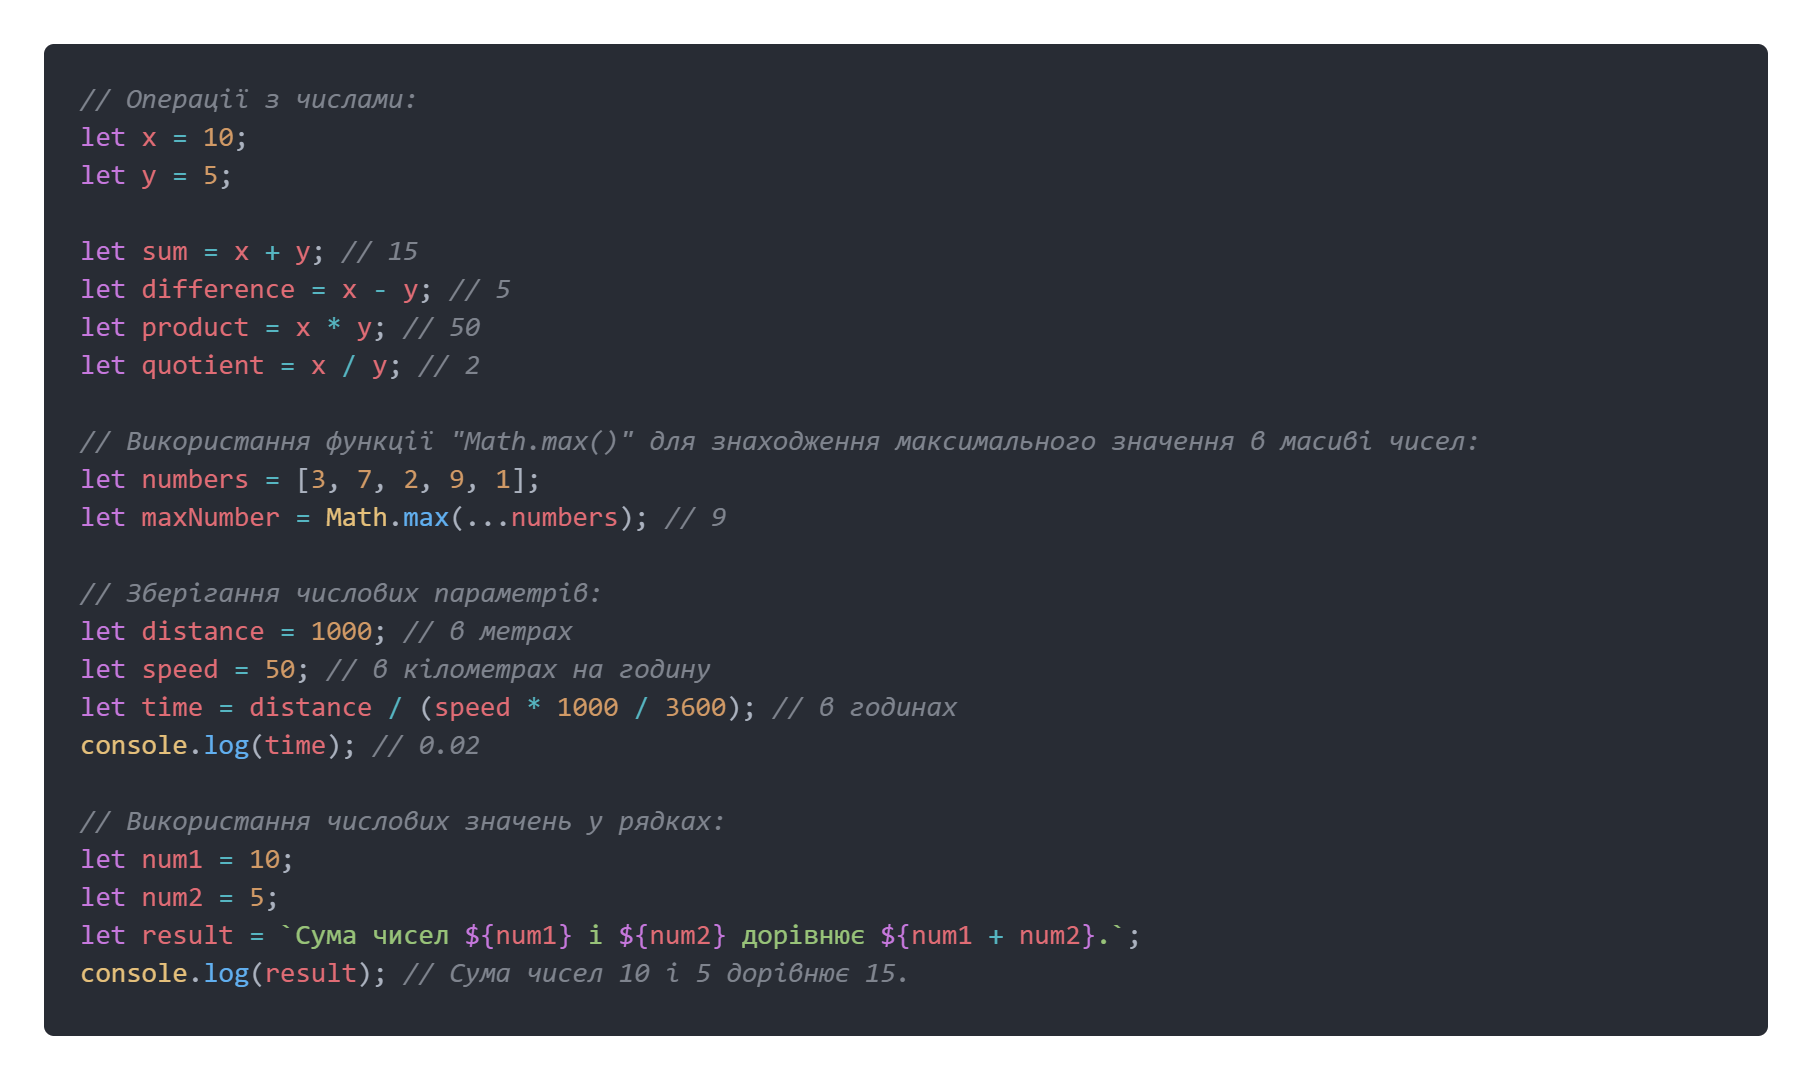 // Операції з числами:
let x = 10;
let y = 5;
let sum = x + y; // 15
let difference = x - y; // 5
let product = x * y; // 50
let quotient = x / y; // 2
// Використання функції "Math.max()" для знаходження максимального значення в масиві чисел:
let numbers = [3, 7, 2, 9, 1];
let maxNumber = Math.max(...numbers); // 9
// Зберігання числових параметрів:
let distance = 1000; // в метрах
let speed = 50; // в кілометрах на годину
let time = distance / (speed * 1000 / 3600); // в годинах
console.log(time); // 0.02
// Використання числових значень у рядках:
let num1 = 10;
let num2 = 5;
let result = `Сума чисел ${num1} і ${num2} дорівнює ${num1 + num2}.`;
console.log(result); // Сума чисел 10 і 5 дорівнює 15.